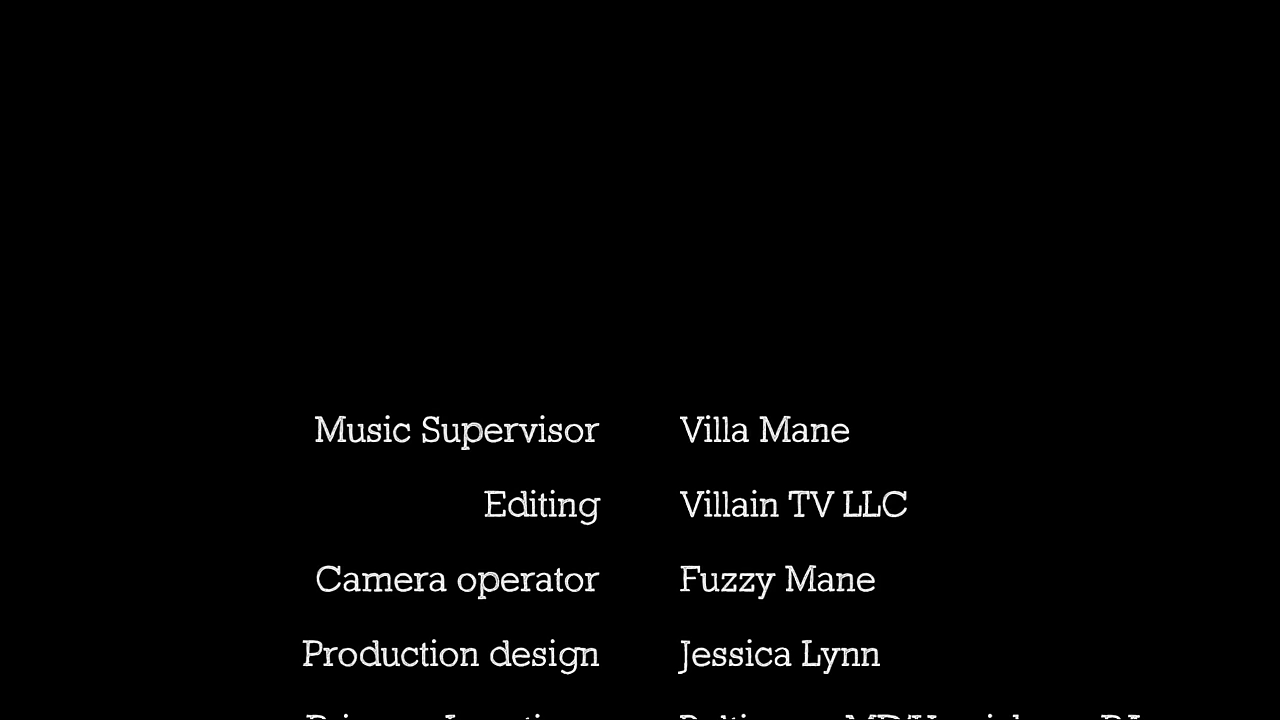 Music Supervisor Villa Mane
Editing Villain TV LLC
Camera operator Fuzzy Mane
Production design Jessica Lynn